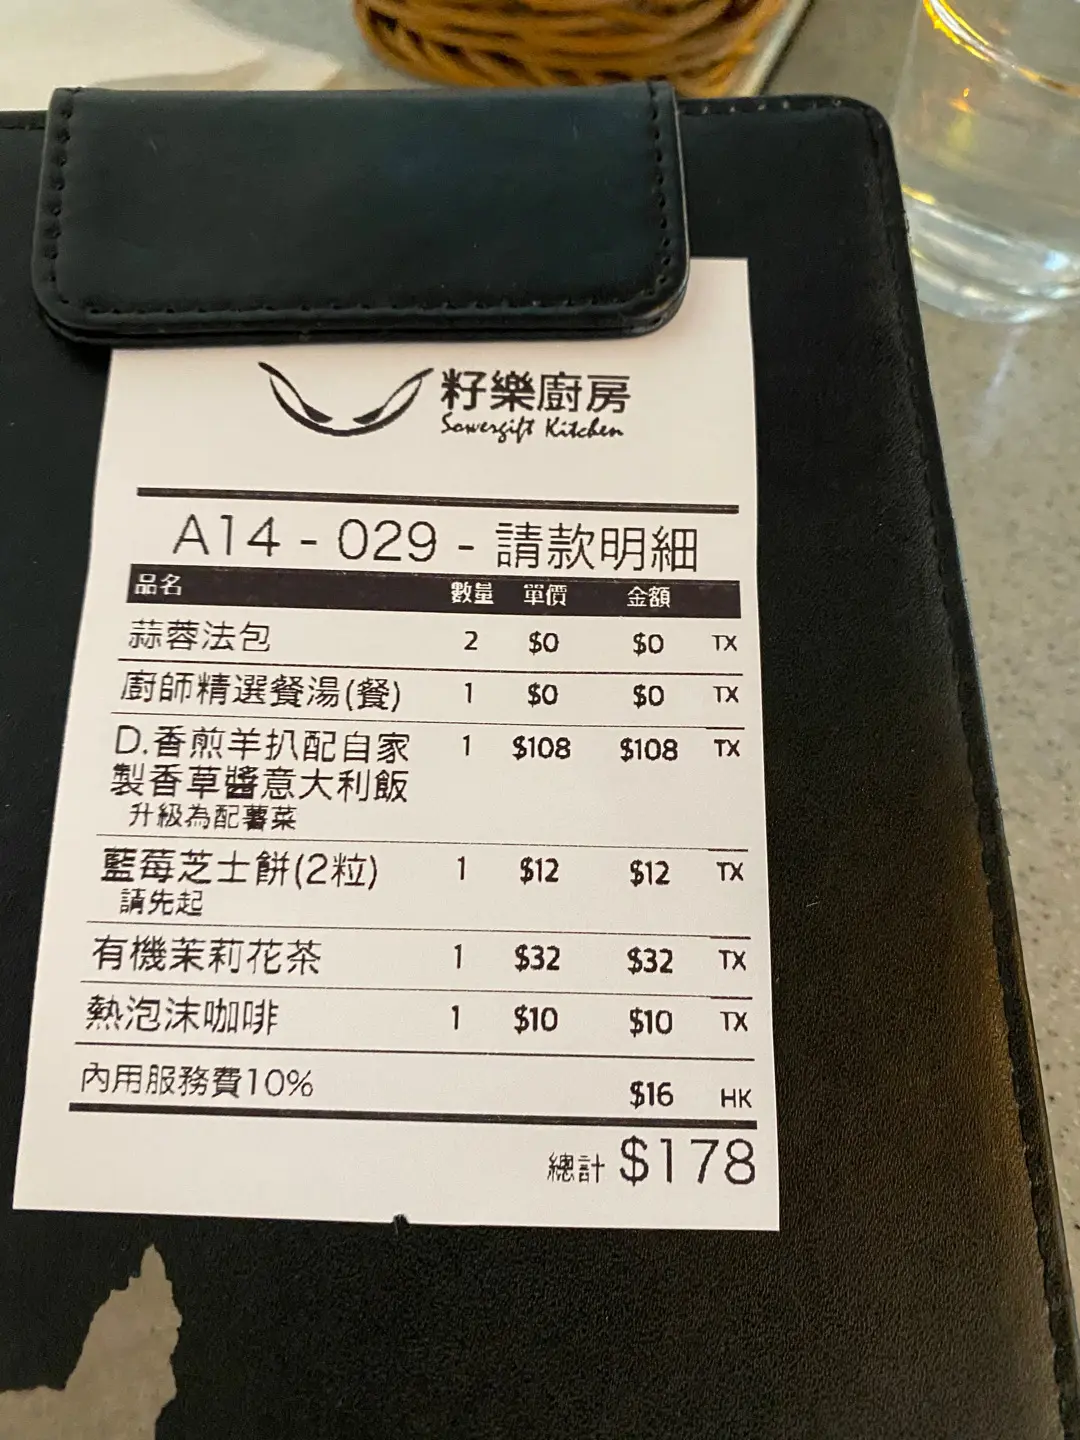 籽樂廚房
Sowergift Kitchen
A14 - 029 - 請款明細
品名 數量 單價 金額
蒜蓉法包 2 $0 $0 TX
廚師精選餐湯(餐) 1 $0 $0 TX
D.香煎羊扒配自家 1 $108 $108 TX
製香草醬意大利飯
升級為配薯菜
藍莓芝士餅(2粒) 1 $12 $12 TX
請先起
有機茉莉花茶 1 $32 $32 TX
熱泡沫咖啡 1 $10 $10 TX
內用服務費10% $16 HK
總計 $178